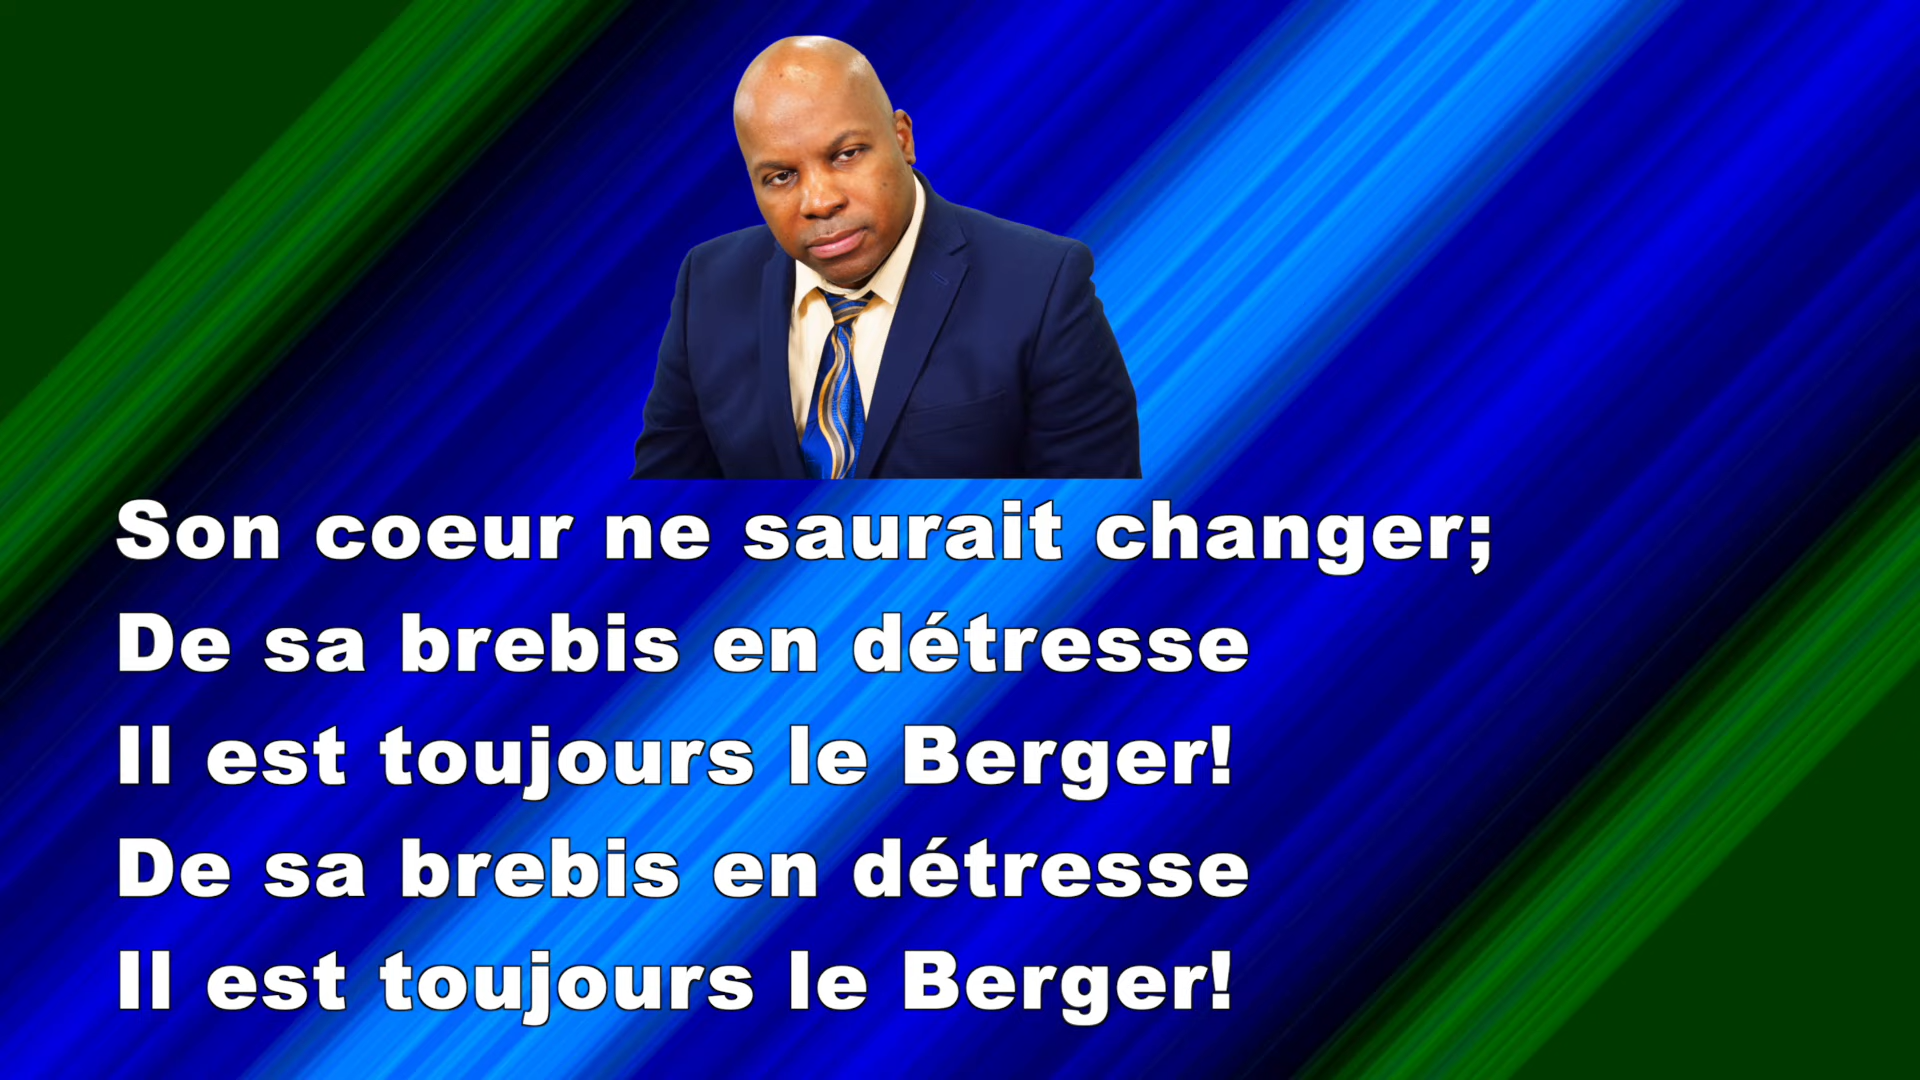 Son coeur ne saurait changer;
De sa brebis en détresse
Il est toujours le Berger!
De sa brebis en détresse
Il est toujours le Berger!